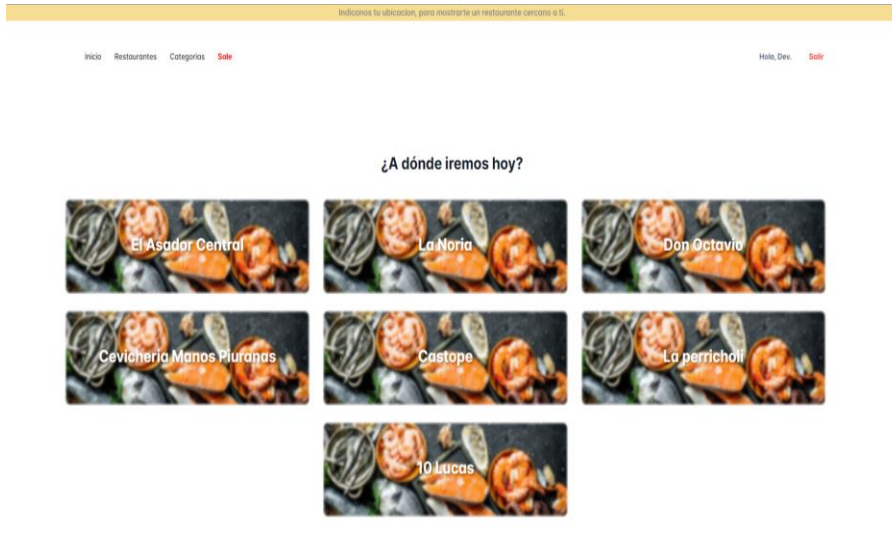 Indicanos tu ubicacion, para mostrarte un restaurante cercano a ti.
Inicio Restaurantes Categorias Sale Hola, Dev. Salir
¿A dónde iremos hoy?
El Asador Central La Noria Don Octavio
Cevicheria Manos Piuranas Castope La perricholi
10 Lucas